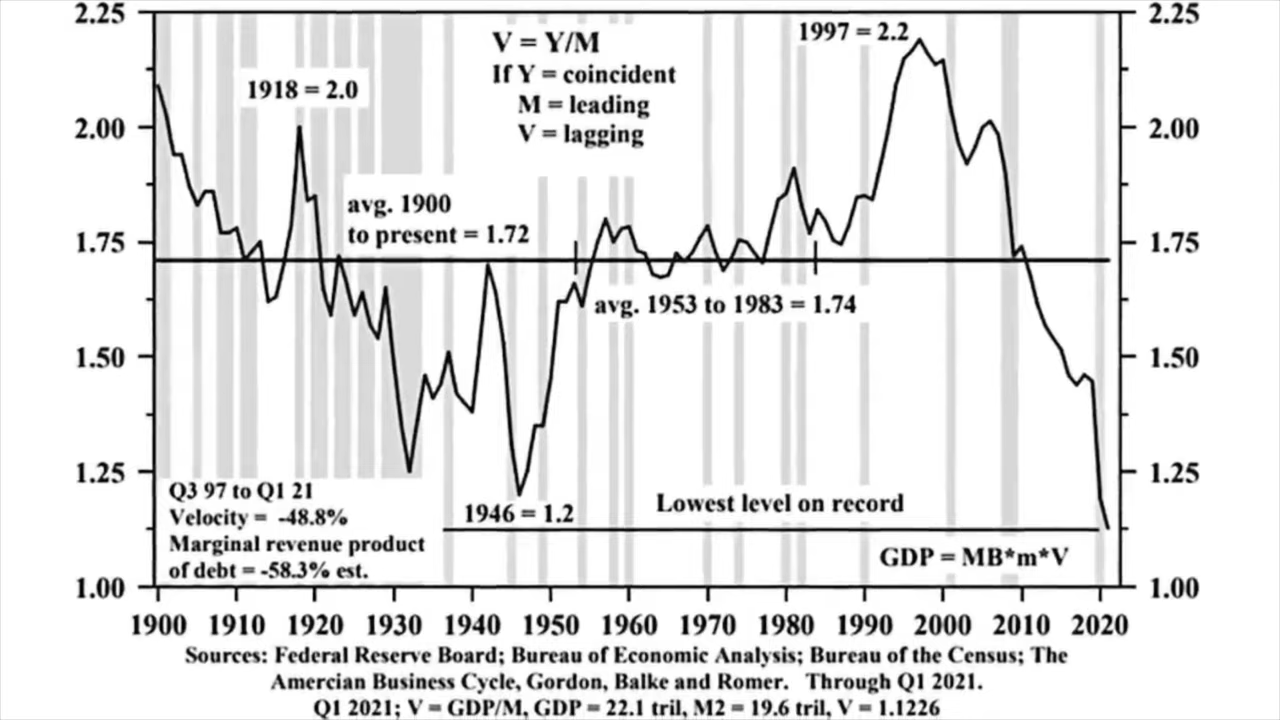 2.25
2.00
1.75
1.50
1.25
1.00
2.25
2.00
1.75
1.50
1.25
1.00
V = Y/M
If Y = coincident
M = leading
V = lagging
1997 = 2.2
1918 = 2.0
avg. 1900
to present = 1.72
avg. 1953 to 1983 = 1.74
Q3 97 to Q1 21
Velocity = -48.8%
Marginal revenue product
of debt = -58.3% est.
1946 = 1.2
Lowest level on record
GDP = MB*m*V
1900 1910 1920 1930 1940 1950 1960 1970 1980 1990 2000 2010 2020
Sources: Federal Reserve Board; Bureau of Economic Analysis; Bureau of the Census; The
Amercian Business Cycle, Gordon, Balke and Romer. Through Q1 2021.
Q1 2021; V = GDP/M, GDP = 22.1 tril, M2 = 19.6 tril, V = 1.1226